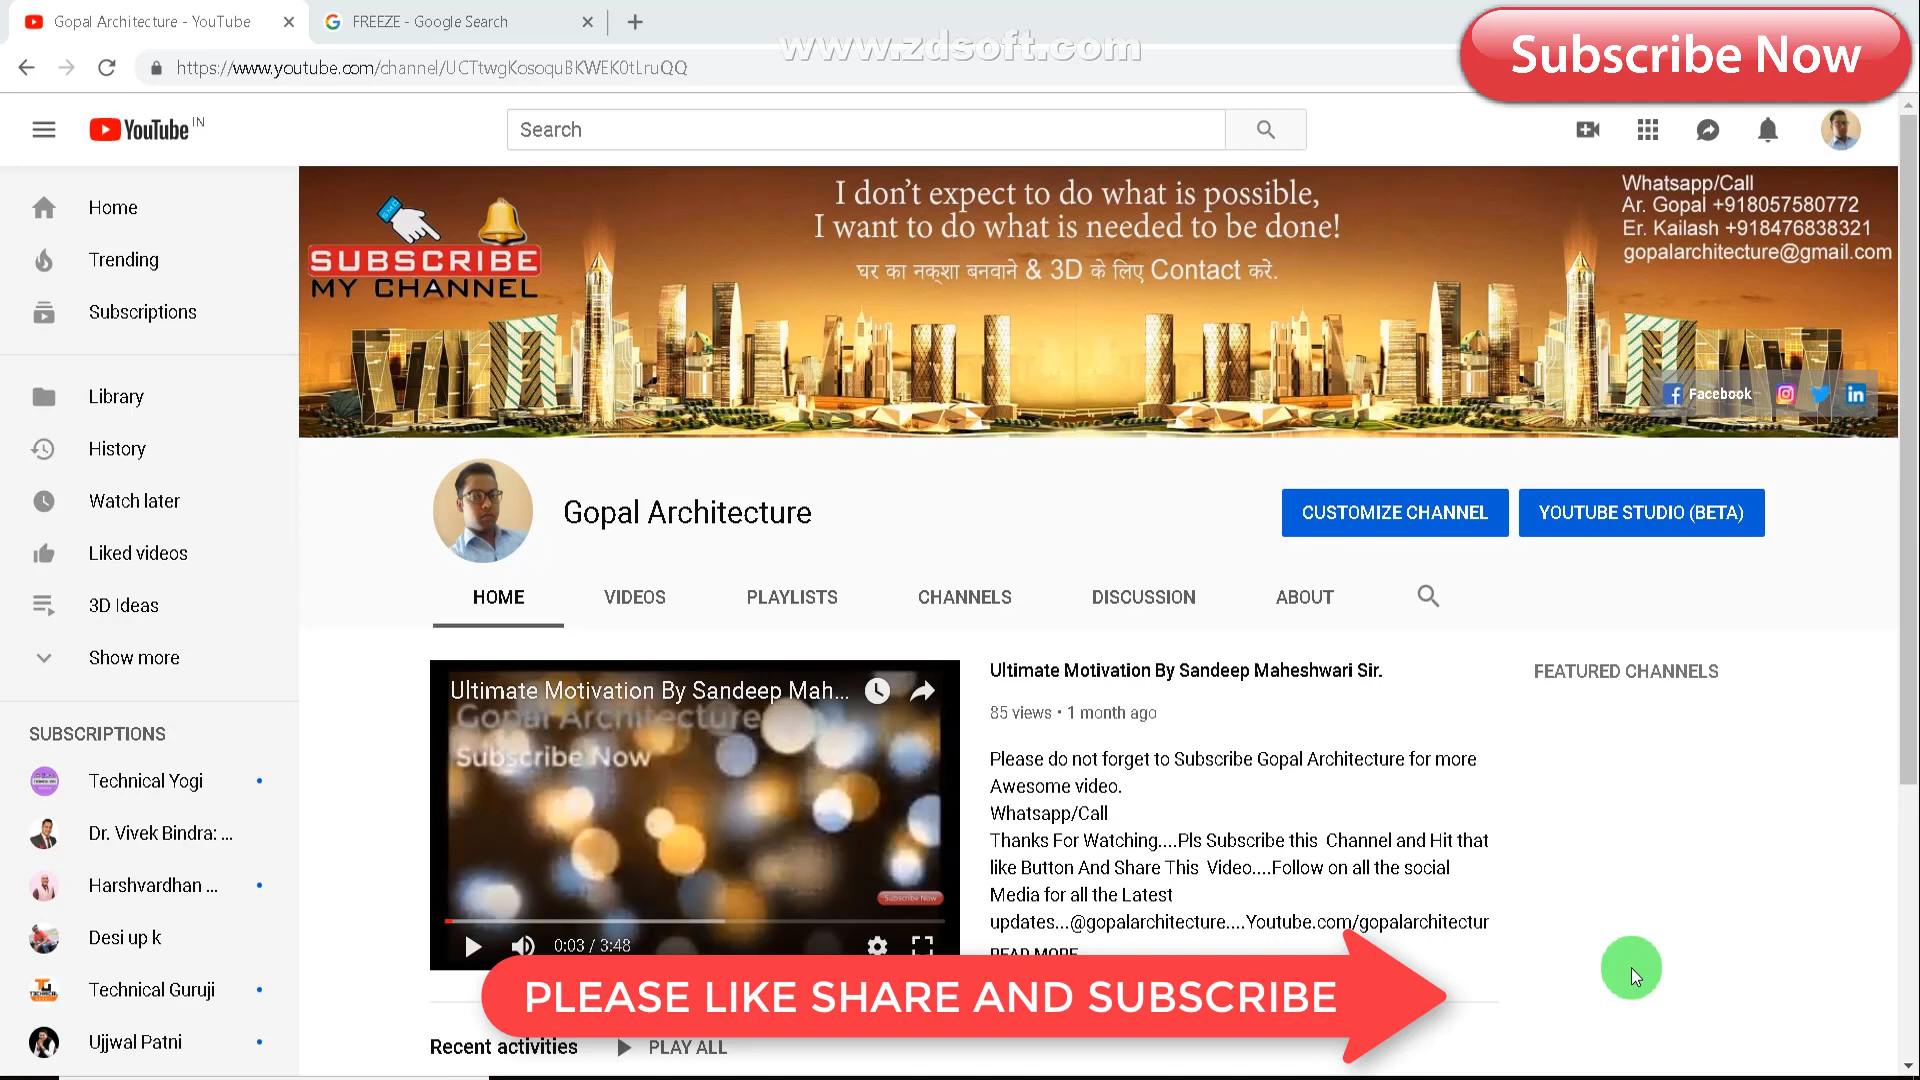 Gopal Architecture - YouTube
FREEZE - Google Search
www.zdsoft.com
Subscribe Now
https://www.youtube.com/channel/UCTtwgKosoquBKWEK0tLruQQ
YouTube IN
Search
Home
Trending
Subscriptions
Library
History
Watch later
Liked videos
3D Ideas
Show more
SUBSCRIPTIONS
Technical Yogi
Dr. Vivek Bindra: ...
Harshvardhan ...
Desi up k
Technical Guruji
Ujjwal Patni
SUBSCRIBE
MY CHANNEL
I don't expect to do what is possible,
I want to do what is needed to be done!
घर का नक्शा बनवाने & 3D के लिए Contact करे.
Whatsapp/Call
Ar. Gopal +918057580772
Er. Kailash +918476838321
gopalarchitecture@gmail.com
Facebook
Gopal Architecture
CUSTOMIZE CHANNEL
YOUTUBE STUDIO (BETA)
HOME
VIDEOS
PLAYLISTS
CHANNELS
DISCUSSION
ABOUT
Ultimate Motivation By Sandeep Mah...
Gopal Architecture
Subscribe Now
Subscribe Now
0:03 / 3:48
Ultimate Motivation By Sandeep Maheshwari Sir.
85 views • 1 month ago
Please do not forget to Subscribe Gopal Architecture for more
Awesome video.
Whatsapp/Call
Thanks For Watching....Pls Subscribe this Channel and Hit that
like Button And Share This Video....Follow on all the social
Media for all the Latest
updates...@gopalarchitecture....Youtube.com/gopalarchitectur
READ MORE
FEATURED CHANNELS
PLEASE LIKE SHARE AND SUBSCRIBE
Recent activities
PLAY ALL